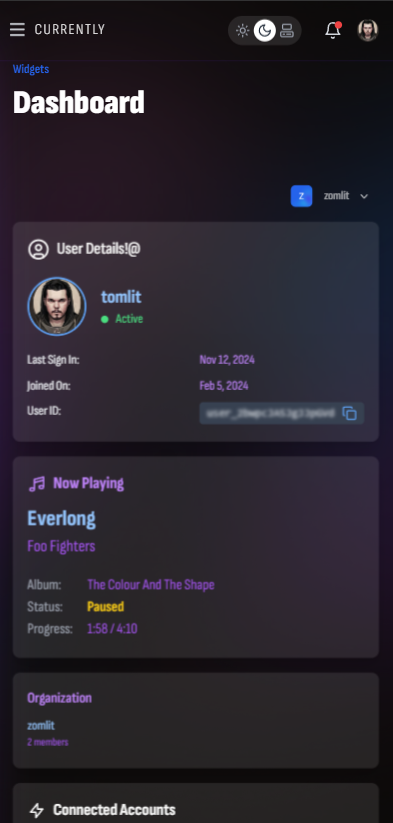 CURRENTLY
Widgets
Dashboard
Z zomlit
User Details!@
tomlit
Active
Last Sign In: Nov 12, 2024
Joined On: Feb 5, 2024
User ID:
Now Playing
Everlong
Foo Fighters
Album: The Colour And The Shape
Status: Paused
Progress: 1:58 / 4:10
Organization
zomlit
2 members
Connected Accounts